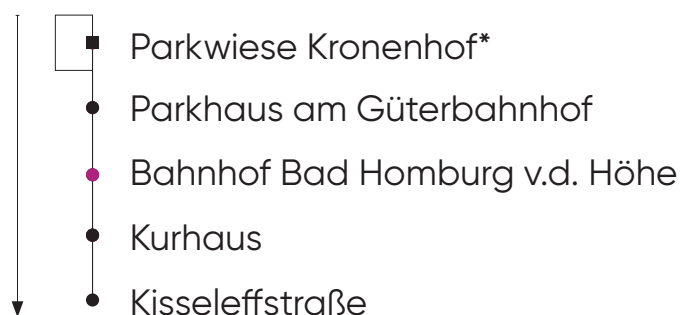 Parkwiese Kronenhof*
Parkhaus am Güterbahnhof
Bahnhof Bad Homburg v.d. Höhe
Kurhaus
Kisseleffstraße